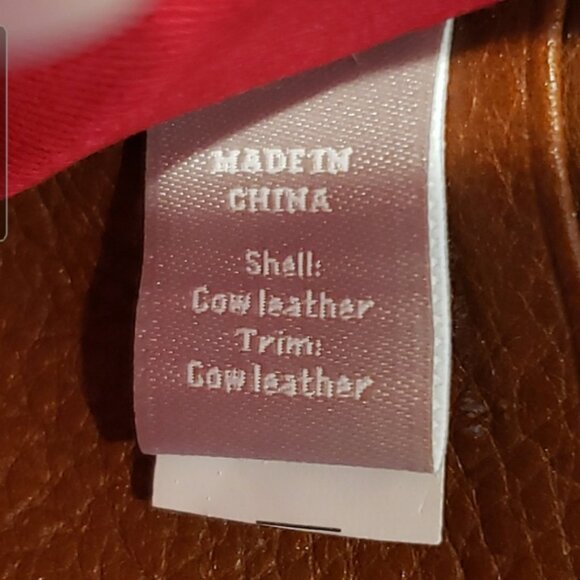 MADE IN
CHINA
Shell:
Cow leather
Trim:
Cow leather